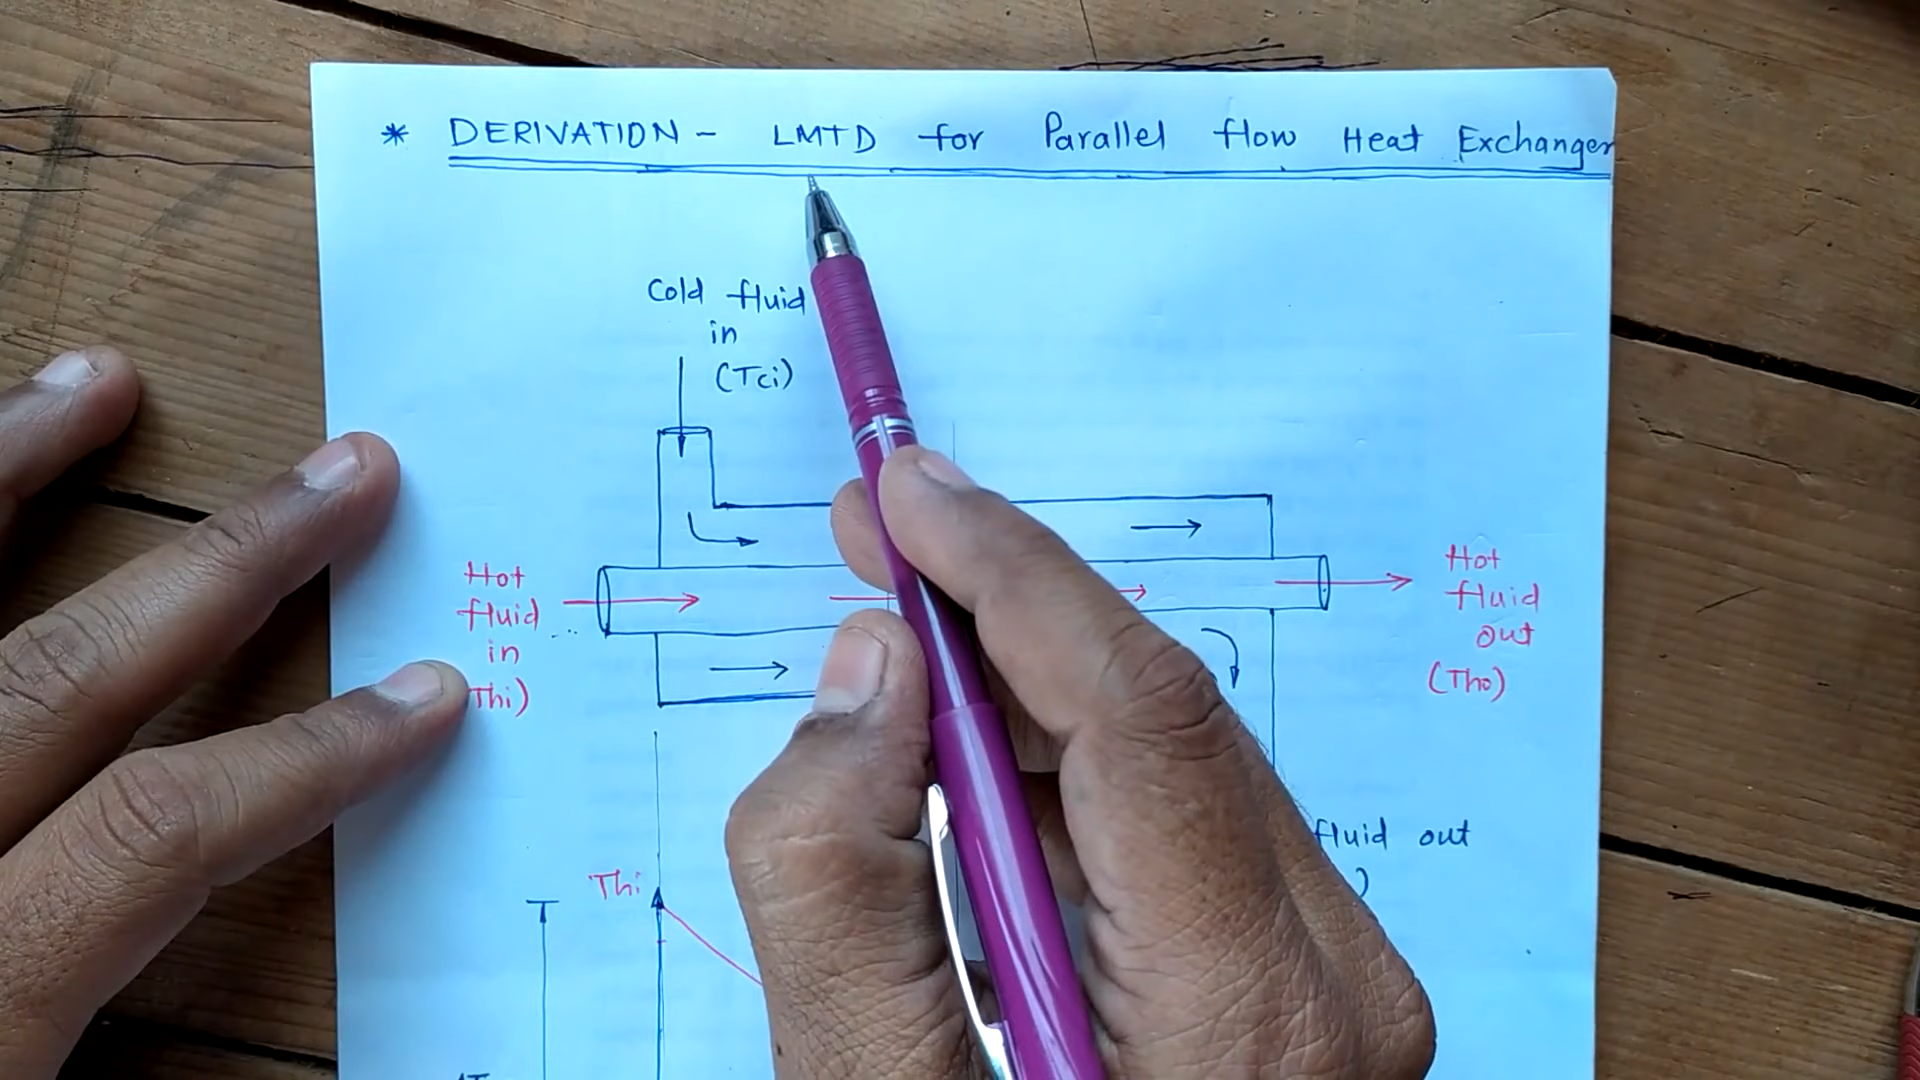 * DERIVATION - LMTD for Parallel flow Heat Exchanger
Cold fluid
in
(Tci)
Hot
fluid
in
Thi)
Hot
fluid
out
(Tho)
fluid out
)
Thi